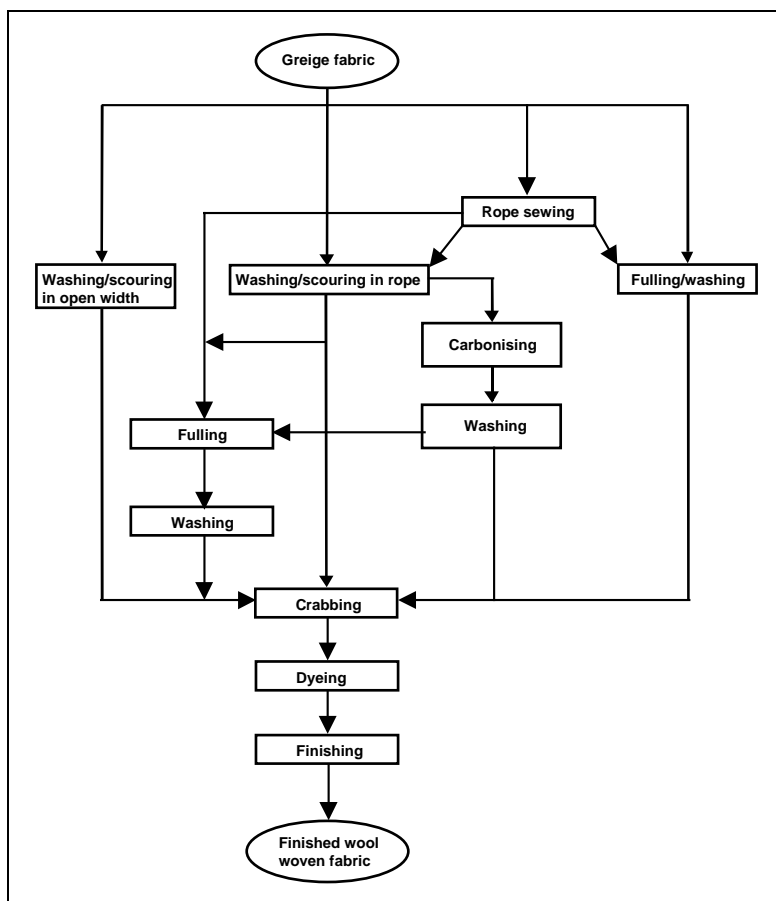 Greige fabric
Rope sewing
Washing/scouring
in open width
Washing/scouring in rope
Fulling/washing
Carbonising
Washing
Fulling
Washing
Crabbing
Dyeing
Finishing
Finished wool
woven fabric